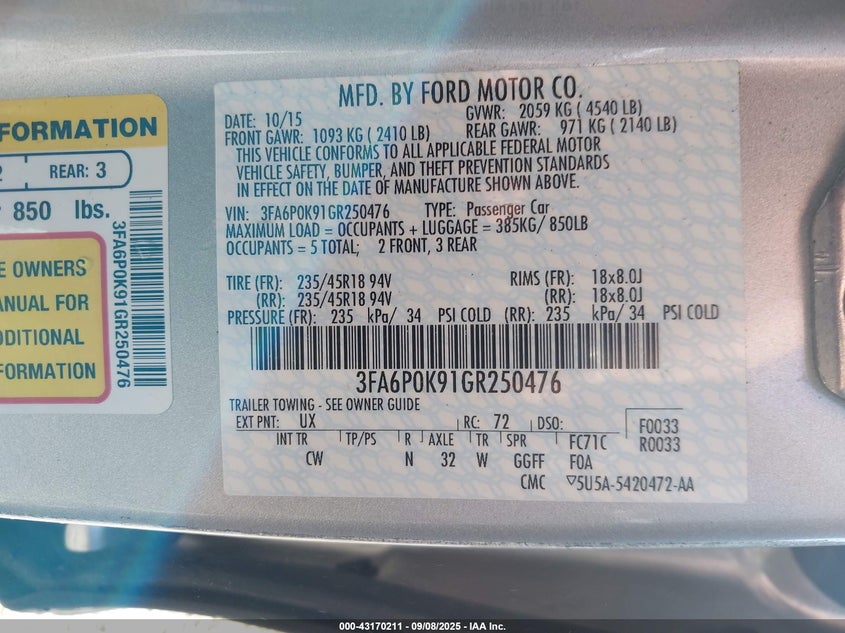 MFD. BY FORD MOTOR CO.
DATE: 10/15
GVWR: 2059 KG ( 4540 LB)
FRONT GAWR: 1093 KG ( 2410 LB)
REAR GAWR: 971 KG ( 2140 LB)
THIS VEHICLE CONFORMS TO ALL APPLICABLE FEDERAL MOTOR
VEHICLE SAFETY, BUMPER, AND THEFT PREVENTION STANDARDS
IN EFFECT ON THE DATE OF MANUFACTURE SHOWN ABOVE.
VIN: 3FA6P0K91GR250476 TYPE: Passenger Car
MAXIMUM LOAD = OCCUPANTS + LUGGAGE = 385KG/ 850LB
OCCUPANTS = 5 TOTAL; 2 FRONT, 3 REAR
TIRE (FR): 235/45R18 94V RIMS (FR): 18x8.0J
(RR): 235/45R18 94V (RR): 18x8.0J
PRESSURE (FR): 235 kPa/ 34 PSI COLD (RR): 235 kPa/ 34 PSI COLD
3FA6P0K91GR250476
TRAILER TOWING - SEE OWNER GUIDE
EXT PNT: UX RC: 72 DSO: F0033
INT TR TP/PS R AXLE TR SPR FC71C R0033
CW N 32 W GGFF F0A
CMC ▽5U5A-5420472-AA
FORMATION
2 REAR: 3
850 lbs.
E OWNERS
MANUAL FOR
DDITIONAL
INFORMATION
3FA6P0K91GR250476
000-43170211 - 09/08/2025 - IAA Inc.